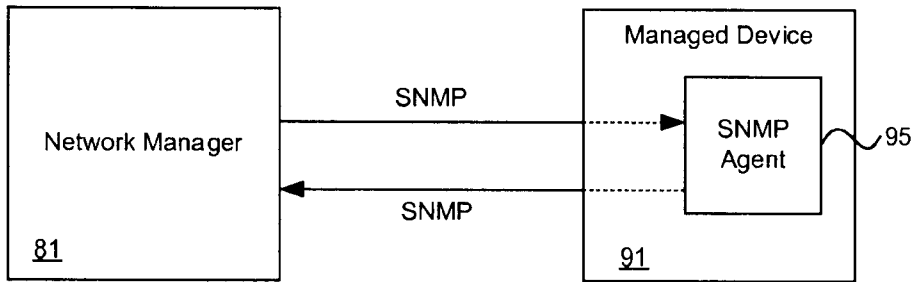 Managed Device
SNMP
Network Manager
SNMP
Agent
95
SNMP
81
91